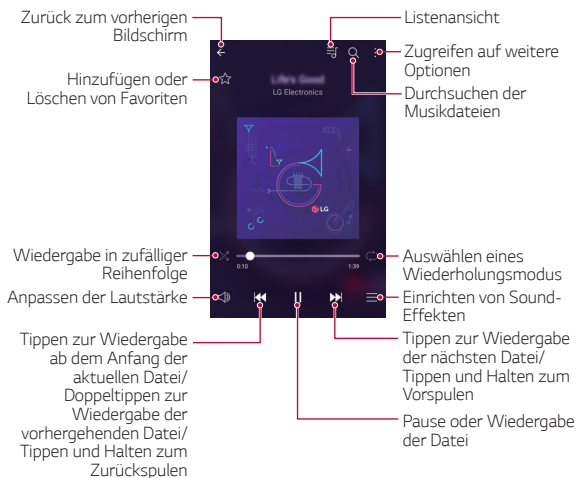 Zurück zum vorherigen
Bildschirm
Hinzufügen oder
Löschen von Favoriten
Wiedergabe in zufälliger
Reihenfolge
Anpassen der Lautstärke
Tippen zur Wiedergabe
ab dem Anfang der
aktuellen Datei/
Doppeltippen zur
Wiedergabe der
vorhergehenden Datei/
Tippen und Halten zum
Zurückspulen
Life's Good
LG Electronics
LG
0:10
1:39
Listenansicht
Zugreifen auf weitere
Optionen
Durchsuchen der
Musikdateien
Auswählen eines
Wiederholungsmodus
Einrichten von Sound-
Effekten
Tippen zur Wiedergabe
der nächsten Datei/
Tippen und Halten zum
Vorspulen
Pause oder Wiedergabe
der Datei